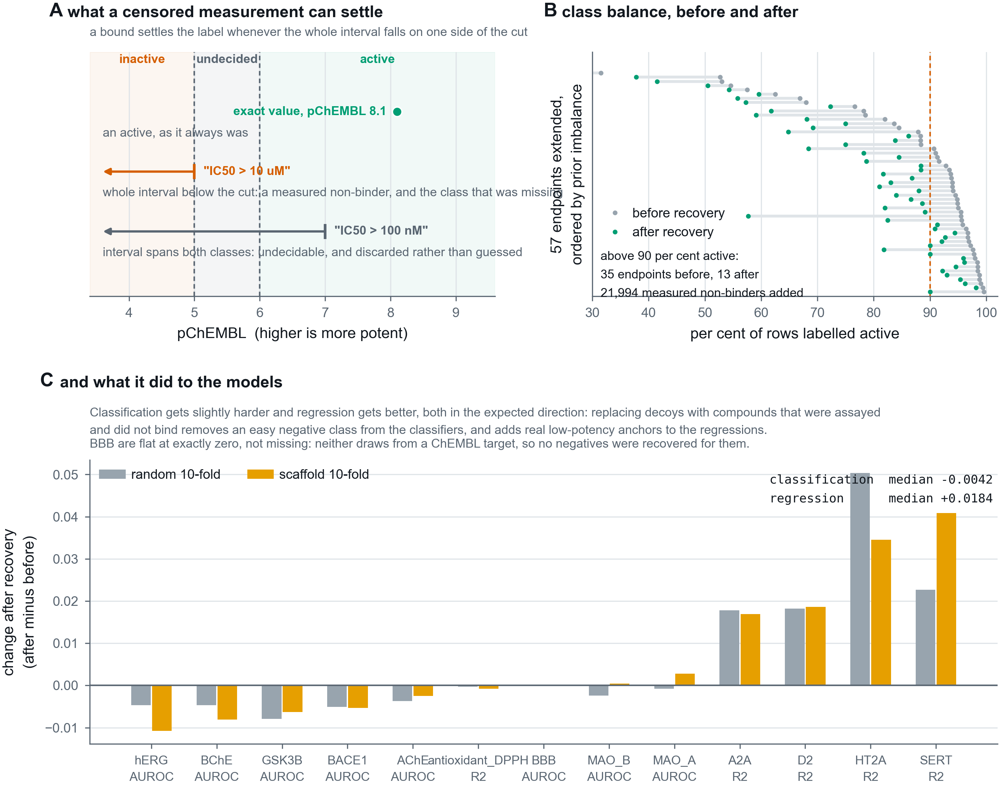 A what a censored measurement can settle
a bound settles the label whenever the whole interval falls on one side of the cut
inactive
undecided
active
exact value, pChEMBL 8.1
an active, as it always was
"IC50 > 10 uM"
whole interval below the cut: a measured non-binder, and the class that was missing
"IC50 > 100 nM"
interval spans both classes: undecidable, and discarded rather than guessed
4 5 6 7 8 9
pChEMBL (higher is more potent)
B class balance, before and after
57 endpoints extended,
ordered by prior imbalance
before recovery
after recovery
above 90 per cent active:
35 endpoints before, 13 after
21,994 measured non-binders added
30 40 50 60 70 80 90 100
per cent of rows labelled active
C and what it did to the models
Classification gets slightly harder and regression gets better, both in the expected direction: replacing decoys with compounds that were assayed
and did not bind removes an easy negative class from the classifiers, and adds real low-potency anchors to the regressions.
BBB are flat at exactly zero, not missing: neither draws from a ChEMBL target, so no negatives were recovered for them.
random 10-fold
scaffold 10-fold
classification median -0.0042
regression median +0.0184
change after recovery
(after minus before)
0.05
0.04
0.03
0.02
0.01
0.00
−0.01
hERG BChE GSK3B BACE1 AChE antioxidant_DPPH BBB MAO_B MAO_A A2A D2 HT2A SERT
AUROC AUROC AUROC AUROC AUROC R2 AUROC AUROC AUROC R2 R2 R2 R2